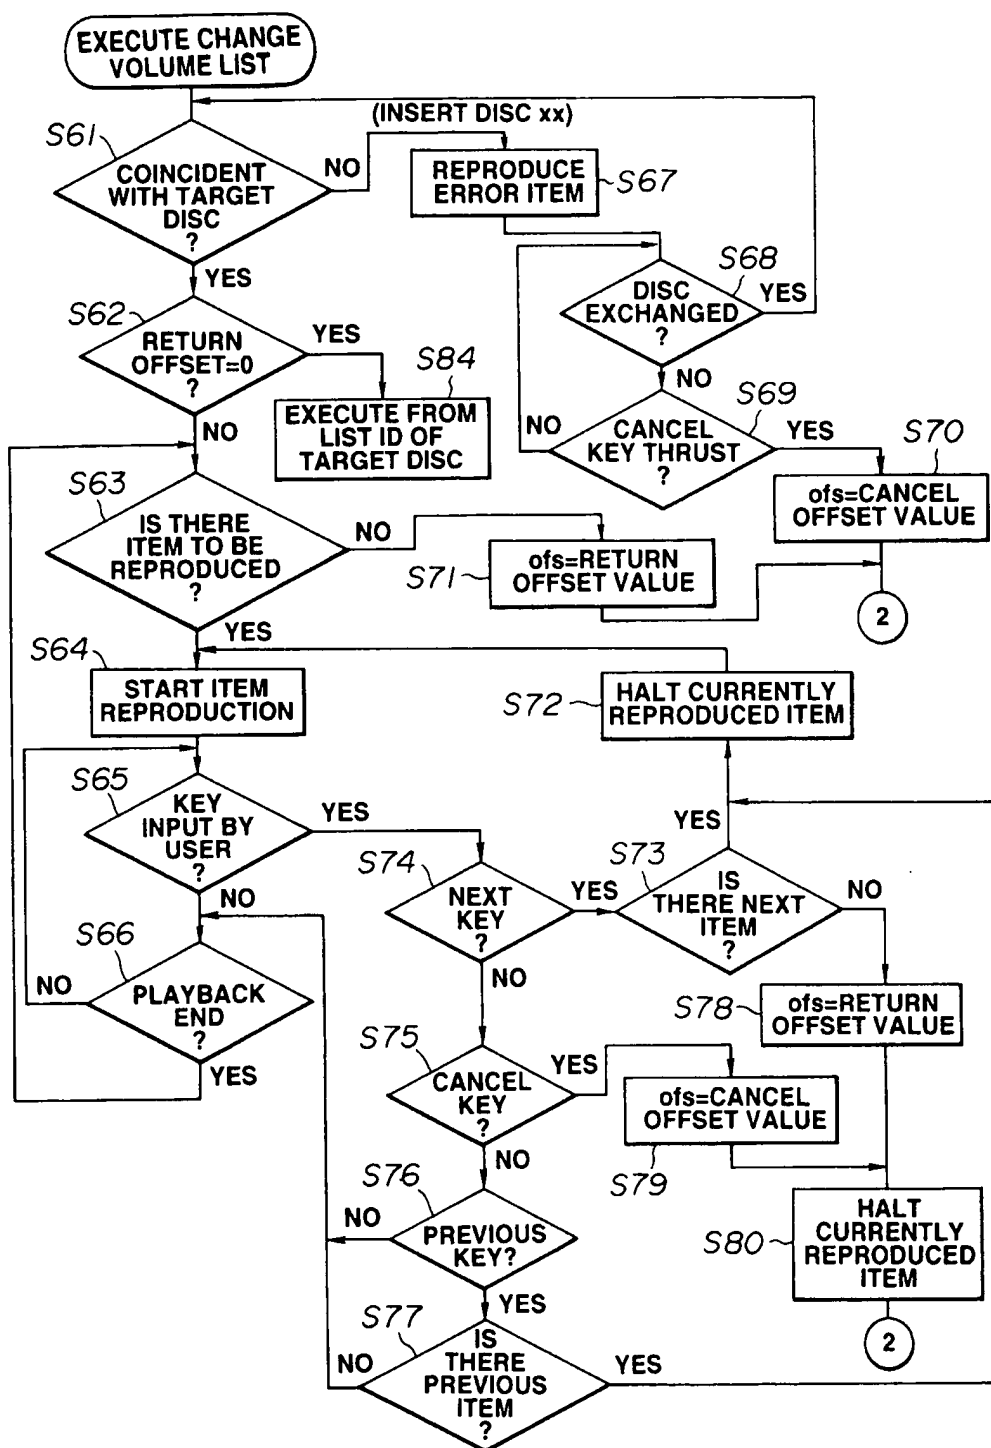 EXECUTE CHANGE
VOLUME LIST
(INSERT DISC xx)
S61
COINCIDENT
WITH TARGET
DISC
?
NO
REPRODUCE
ERROR ITEM
S67
YES
S68
DISC
EXCHANGED
?
YES
S62
RETURN
OFFSET=0
?
YES
S84
EXECUTE FROM
LIST ID OF
TARGET DISC
NO
NO
S69
CANCEL
KEY THRUST
?
NO
YES
S70
ofs=CANCEL
OFFSET VALUE
2
S63
IS THERE
ITEM TO BE
REPRODUCED
?
NO
S71
ofs=RETURN
OFFSET VALUE
YES
S64
START ITEM
REPRODUCTION
S72
HALT CURRENTLY
REPRODUCED ITEM
S65
KEY
INPUT BY
USER
?
YES
NO
S74
NEXT
KEY
?
YES
S73
YES
IS
THERE NEXT
ITEM
?
NO
S66
PLAYBACK
END
?
NO
YES
NO
S78
ofs=RETURN
OFFSET VALUE
S75
CANCEL
KEY
?
YES
ofs=CANCEL
OFFSET VALUE
S79
NO
S76
PREVIOUS
KEY?
NO
YES
S80
HALT
CURRENTLY
REPRODUCED
ITEM
2
S77
IS
THERE
PREVIOUS
ITEM
?
NO
YES